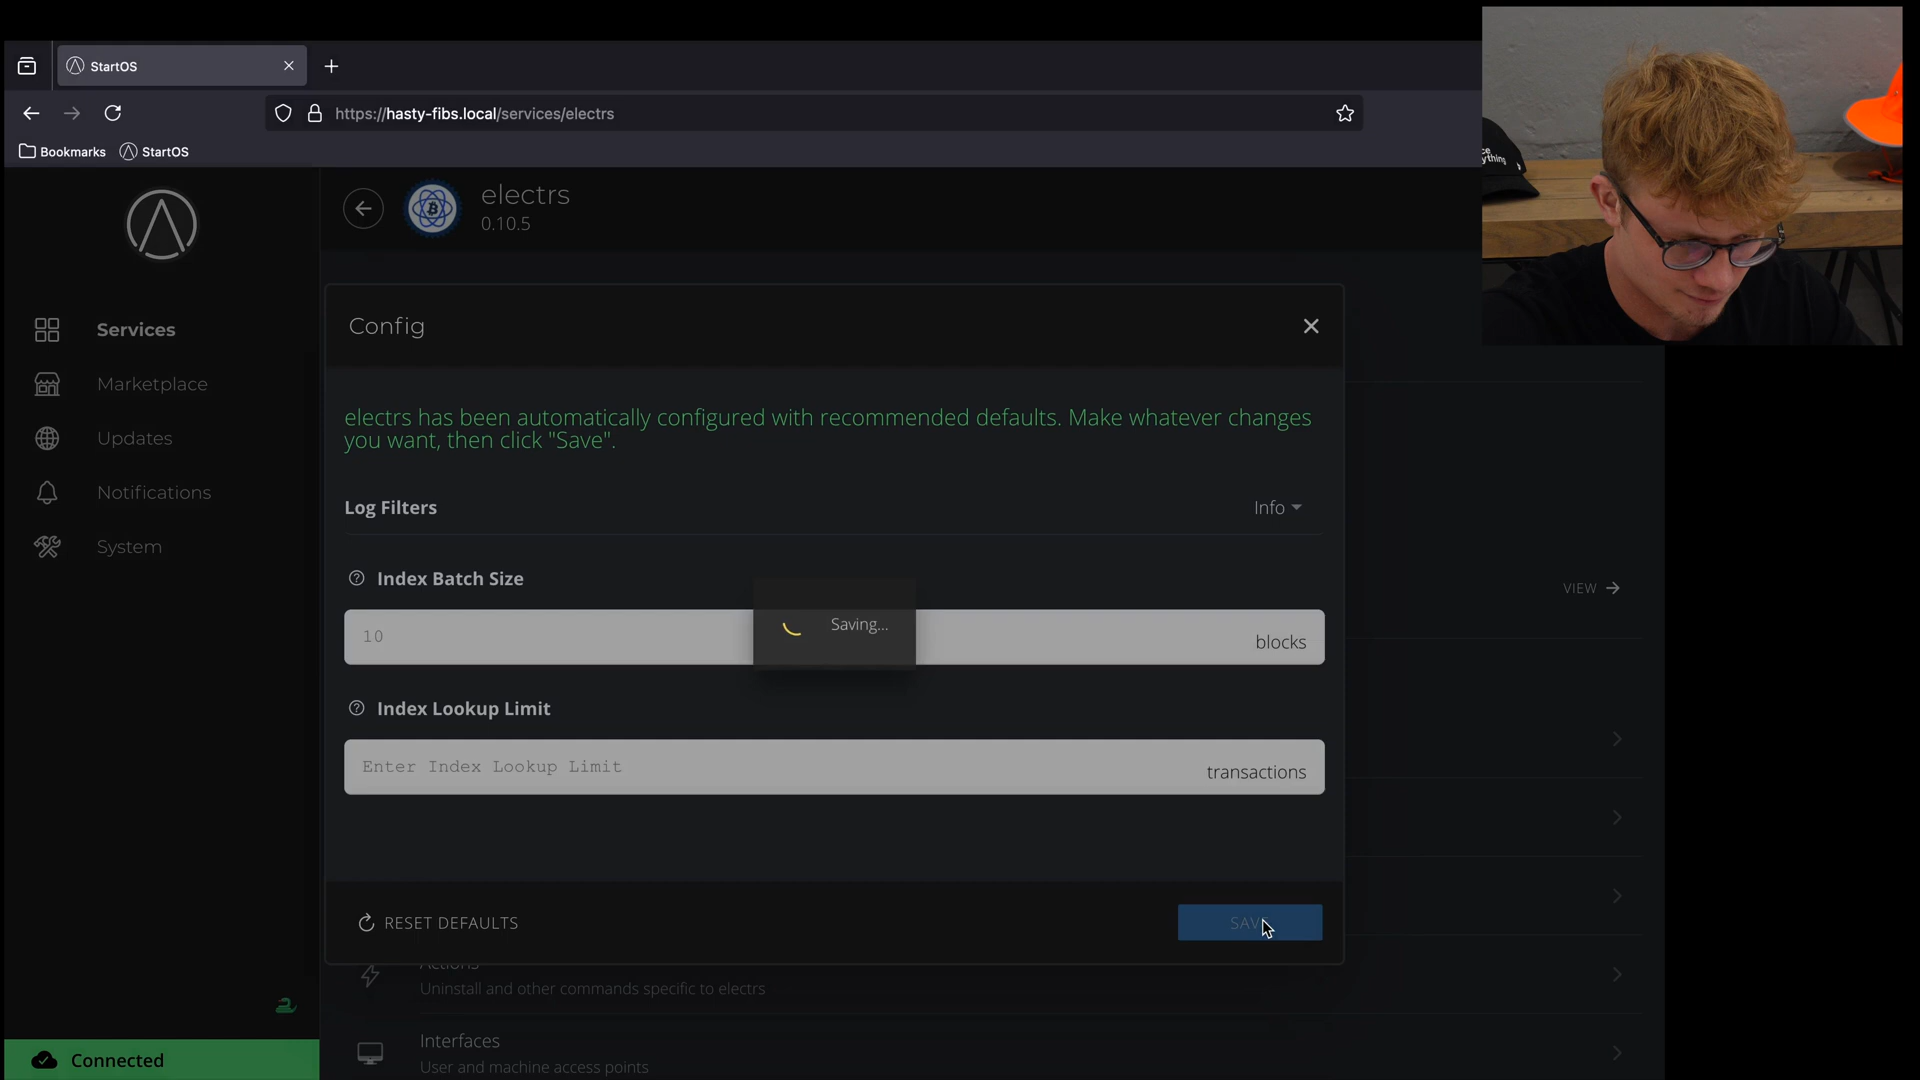 StartOS
https://hasty-fibs.local/services/electrs
Bookmarks
StartOS
electrs
0.10.5
Services
Marketplace
Updates
Notifications
System
Connected
Config
electrs has been automatically configured with recommended defaults. Make whatever changes
you want, then click "Save".
Log Filters
Info
Index Batch Size
10
blocks
Saving...
Index Lookup Limit
Enter Index Lookup Limit
transactions
RESET DEFAULTS
SAVE
VIEW
Actions
Uninstall and other commands specific to electrs
Interfaces
User and machine access points